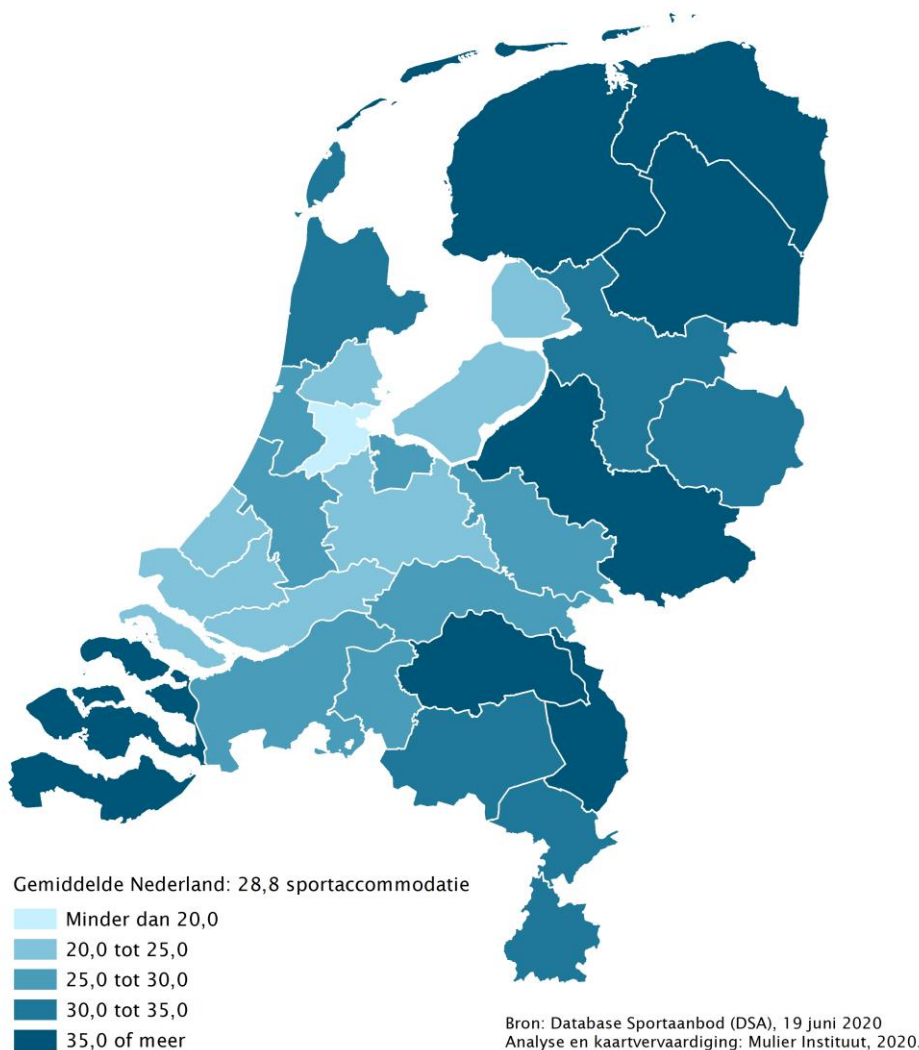 Gemiddelde Nederland: 28,8 sportaccommodatie
Minder dan 20,0
20,0 tot 25,0
25,0 tot 30,0
30,0 tot 35,0
35,0 of meer
Bron: Database Sportaanbod (DSA), 19 juni 2020
Analyse en kaartvervaardiging: Mulier Instituut, 2020